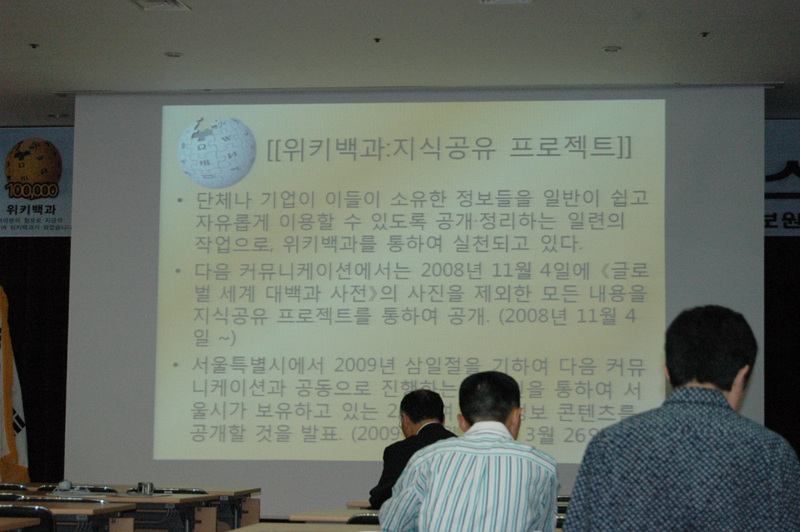 [[위키백과:지식공유 프로젝트]]
• 단체나 기업이 이들이 소유한 정보들을 일반이 쉽고
자유롭게 이용할 수 있도록 공개·정리하는 일련의
작업으로, 위키백과를 통하여 실천되고 있다.
• 다음 커뮤니케이션에서는 2008년 11월 4일에 《글로
벌 세계 대백과 사전》의 사진을 제외한 모든 내용을
지식공유 프로젝트를 통하여 공개. (2008년 11월 4
일 ~)
• 서울특별시에서 2009년 삼일절을 기하여 다음 커뮤
니케이션과 공동으로 진행하는 통하여 서
울시가 보유하고 있는 콘텐츠를
공개할 것을 발표. (2009 3월 26
100,000
위키백과